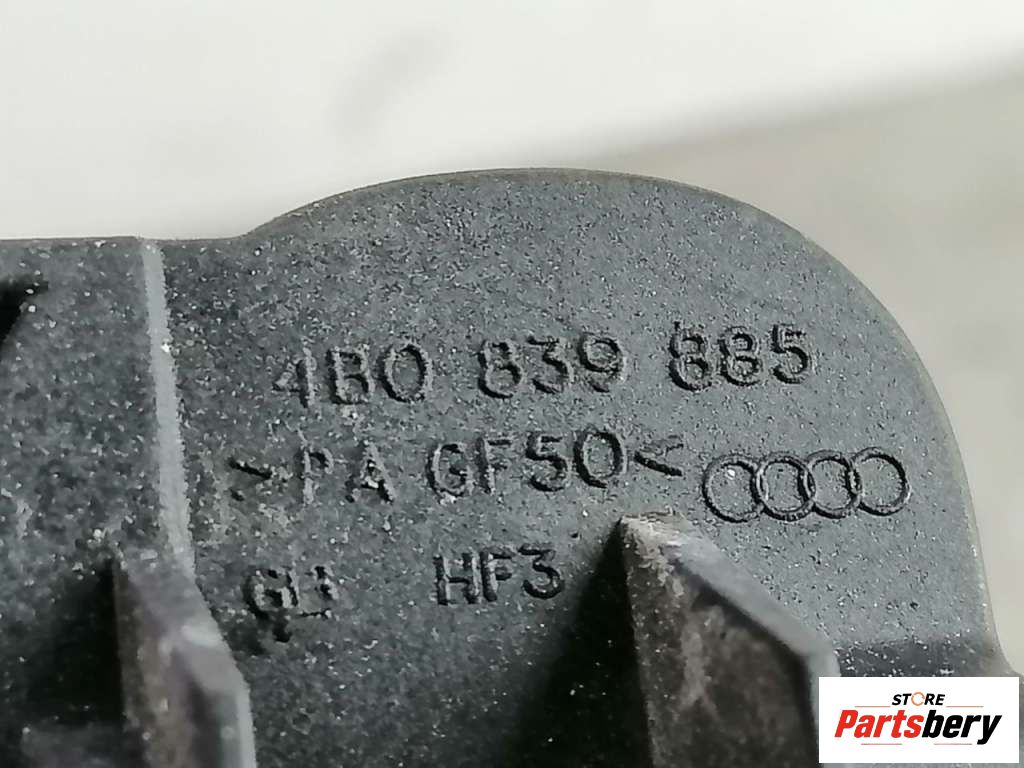 4B0 839 885
>PA GF50<
HF3
STORE
Partsbery